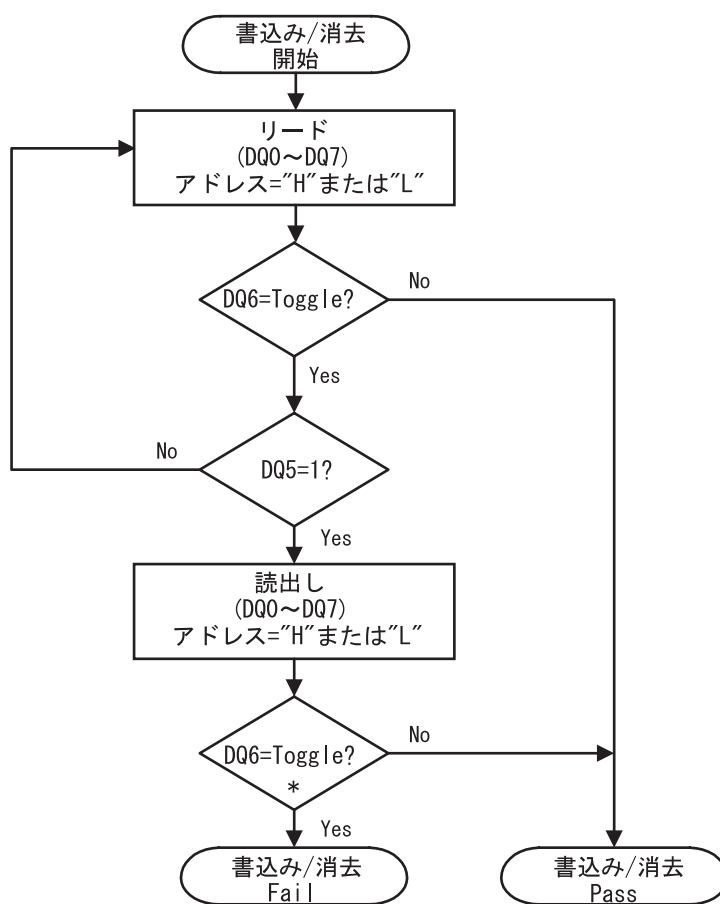 書込み/消去
開始
リード
(DQ0～DQ7)
アドレス="H"または"L"
DQ6=Toggle?
No
Yes
No
DQ5=1?
Yes
読出し
(DQ0～DQ7)
アドレス="H"または"L"
DQ6=Toggle?
*
No
Yes
書込み/消去
Fail
書込み/消去
Pass